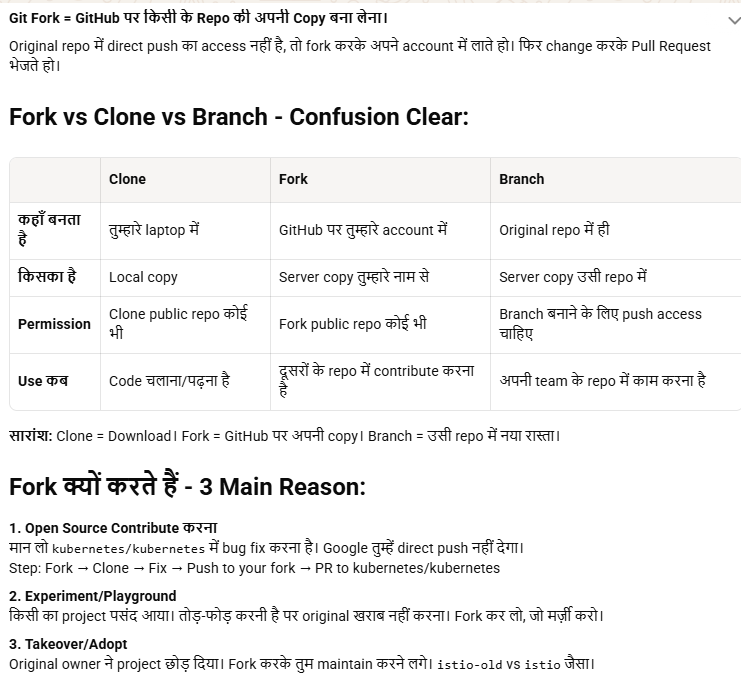 Git Fork = GitHub पर किसी के Repo की अपनी Copy बना लेना।
Original repo में direct push का access नहीं है, तो fork करके अपने account में लाते हो। फिर change करके Pull Request
भेजते हो।
Fork vs Clone vs Branch - Confusion Clear:
Clone Fork Branch
कहाँ बनता
है
तुम्हारे laptop में GitHub पर तुम्हारे account में Original repo में ही
किसका है Local copy Server copy तुम्हारे नाम से Server copy उसी repo में
Permission
Clone public repo कोई
भी
Fork public repo कोई भी
Branch बनाने के लिए push access
चाहिए
Use कब Code चलाना/पढ़ना है
दूसरों के repo में contribute करना
है
अपनी team के repo में काम करना है
सारांश: Clone = Download। Fork = GitHub पर अपनी copy। Branch = उसी repo में नया रास्ता।
Fork क्यों करते हैं - 3 Main Reason:
1. Open Source Contribute करना
मान लो kubernetes/kubernetes में bug fix करना है। Google तुम्हें direct push नहीं देगा।
Step: Fork → Clone → Fix → Push to your fork → PR to kubernetes/kubernetes
2. Experiment/Playground
किसी का project पसंद आया। तोड़-फोड़ करनी है पर original खराब नहीं करना। Fork कर लो, जो मर्ज़ी करो।
3. Takeover/Adopt
Original owner ने project छोड़ दिया। Fork करके तुम maintain करने लगे। istio-old vs istio जैसा।